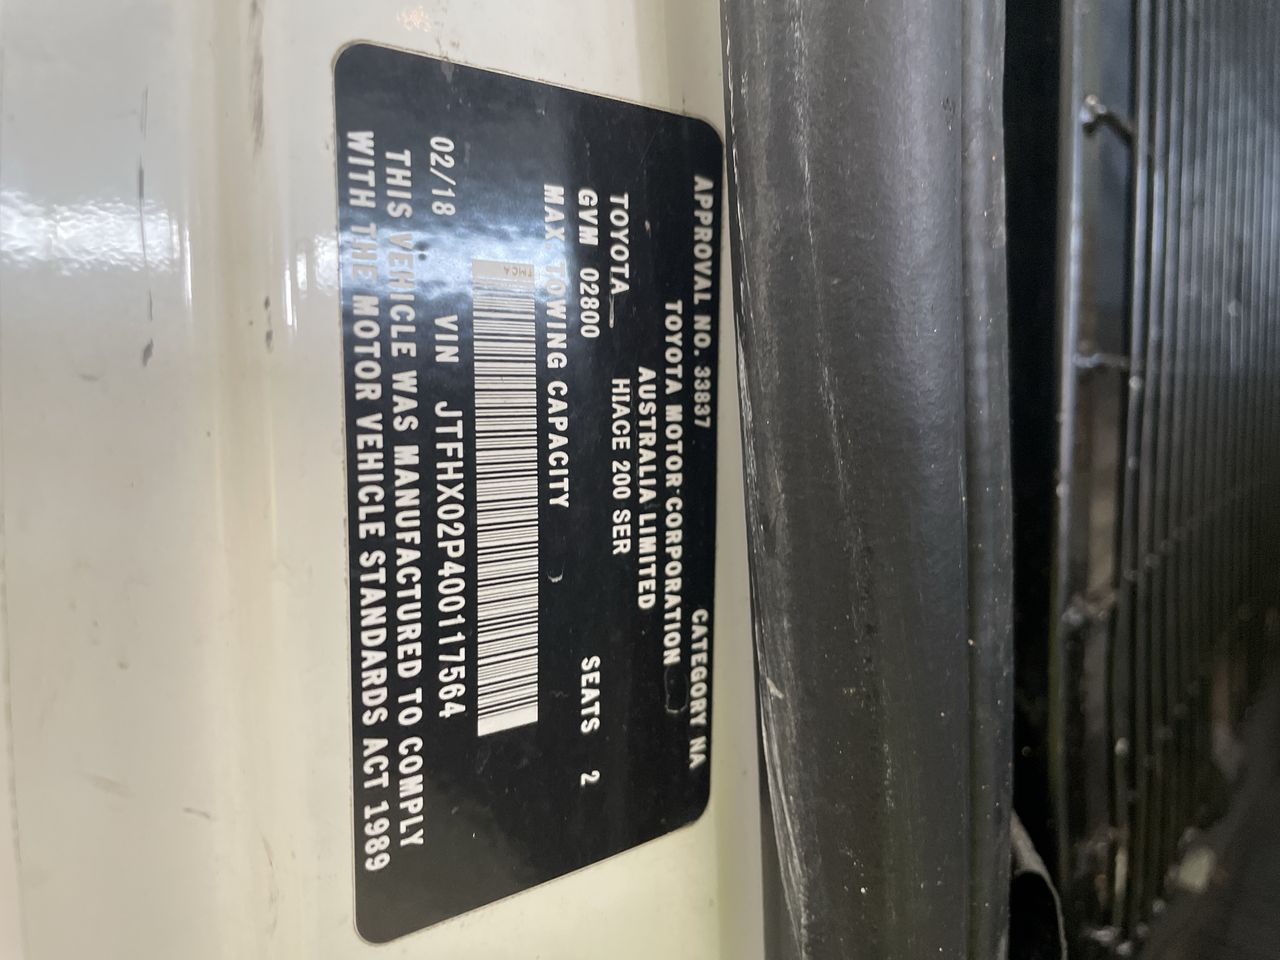 APPROVAL NO. 33837 CATEGORY NA
TOYOTA MOTOR CORPORATION
AUSTRALIA LIMITED
TOYOTA HIACE 200 SER
GVM 02800 SEATS 2
MAX. TOWING CAPACITY
TMCA
02/18 VIN JTFHX02P400117564
THIS VEHICLE WAS MANUFACTURED TO COMPLY
WITH THE MOTOR VEHICLE STANDARDS ACT 1989